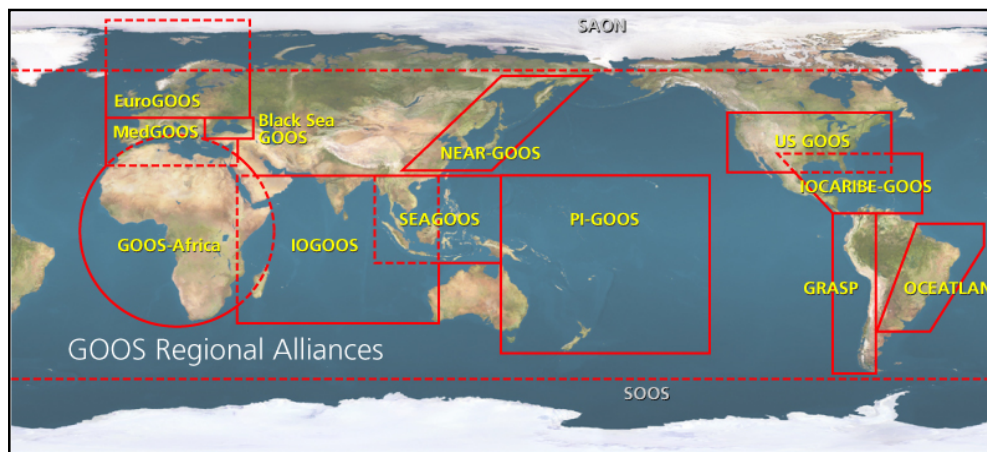 SAON
EuroGOOS
MedGOOS
Black Sea
GOOS
NEAR-GOOS
US GOOS
IOCARIBE-GOOS
GOOS-Africa
IOGOOS
SEAGOOS
PI-GOOS
GRASP
OCEATLAN
GOOS Regional Alliances
SOOS